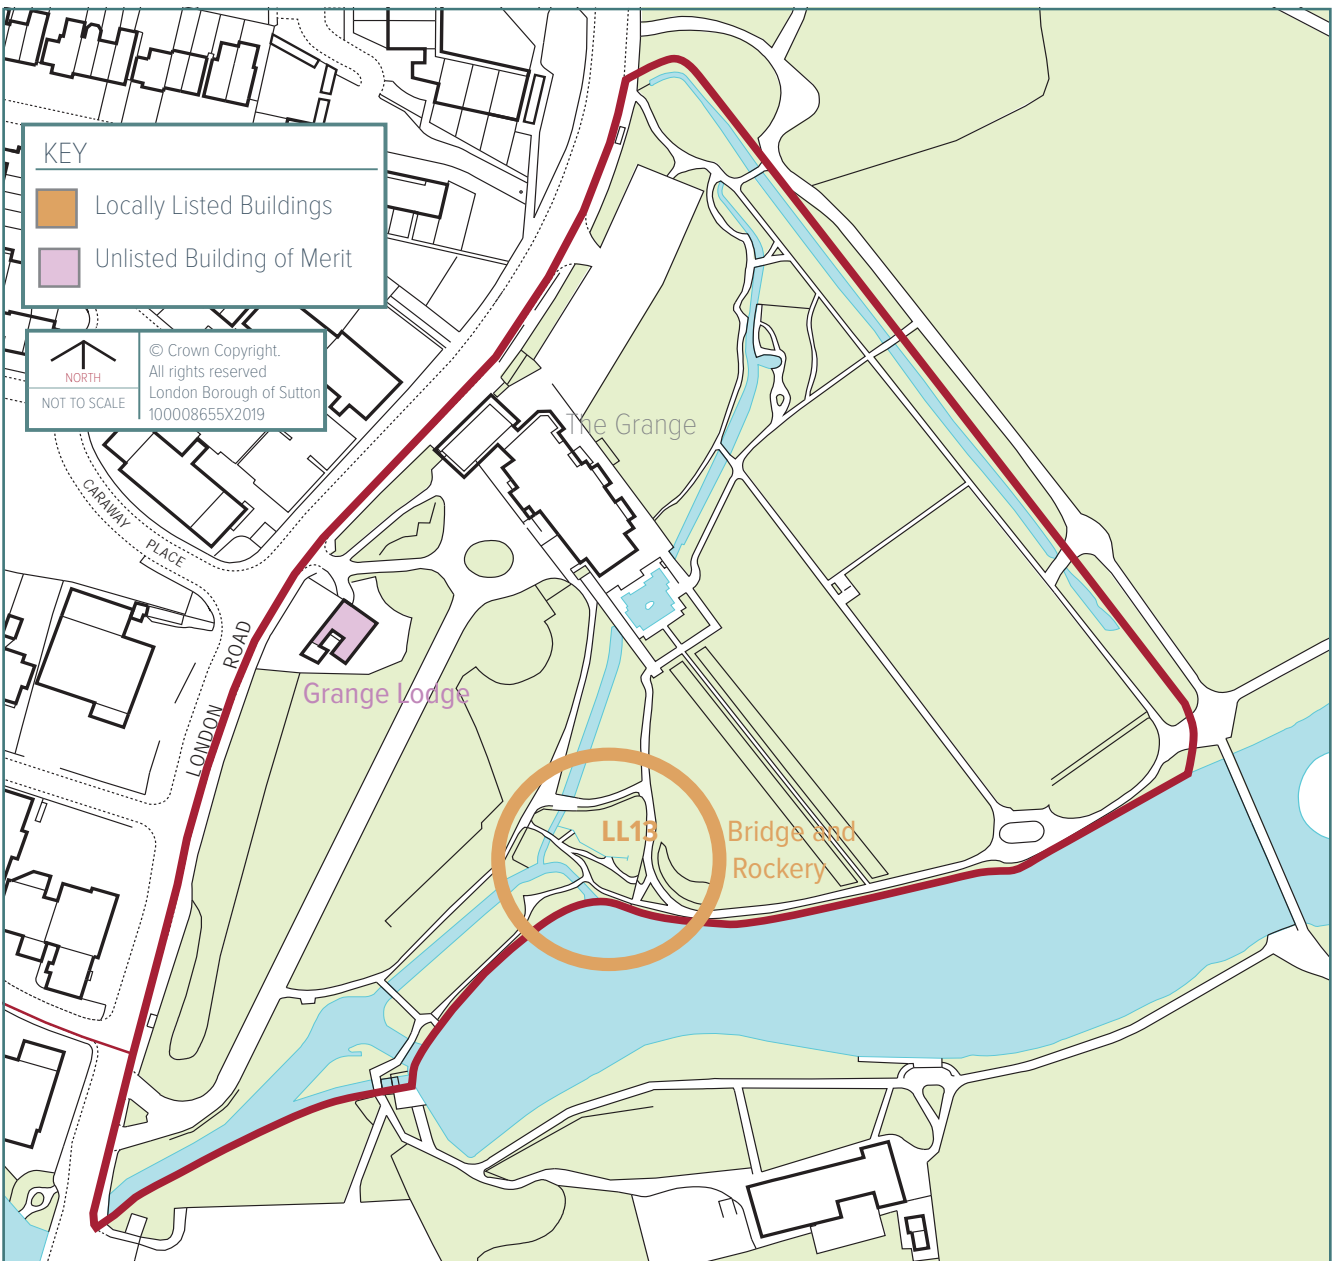 KEY
Locally Listed Buildings
Unlisted Building of Merit
NORTH
NOT TO SCALE
© Crown Copyright.
All rights reserved
London Borough of Sutton
100008655X2019
The Grange
CARAWAY PLACE
LONDON ROAD
Grange Lodge
LL13
Bridge and
Rockery